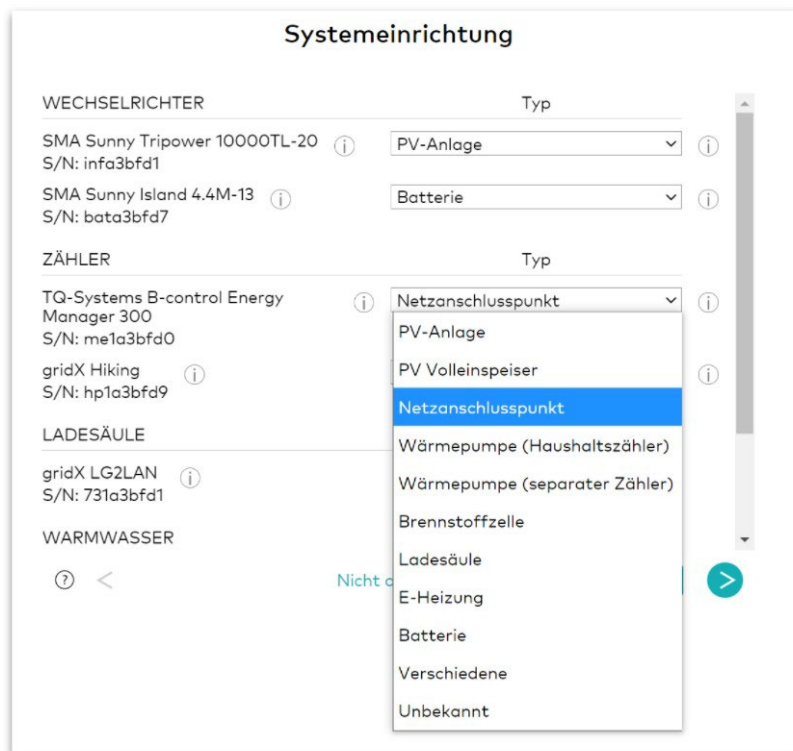 Systemeinrichtung
WECHSELRICHTER Typ
SMA Sunny Tripower 10000TL-20 PV-Anlage
S/N: infa3bfd1
SMA Sunny Island 4.4M-13 Batterie
S/N: bata3bfd7
ZÄHLER Typ
TQ-Systems B-control Energy Netzanschlusspunkt
Manager 300
S/N: me1a3bfd0
gridX Hiking
S/N: hp1a3bfd9
LADESÄULE
gridX LG2LAN
S/N: 731a3bfd1
WARMWASSER
PV-Anlage
PV Volleinspeiser
Netzanschlusspunkt
Wärmepumpe (Haushaltszähler)
Wärmepumpe (separater Zähler)
Brennstoffzelle
Ladesäule
E-Heizung
Batterie
Verschiedene
Unbekannt
? < Nicht >